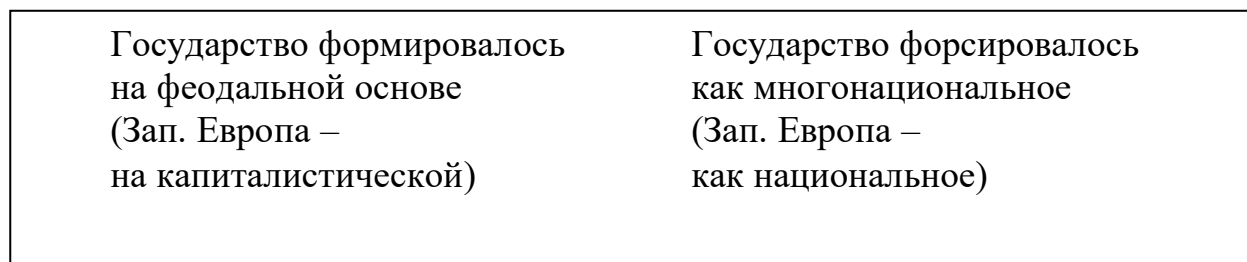 Государство формировалось
на феодальной основе
(Зап. Европа –
на капиталистической)
Государство форсировалось
как многонациональное
(Зап. Европа –
как национальное)